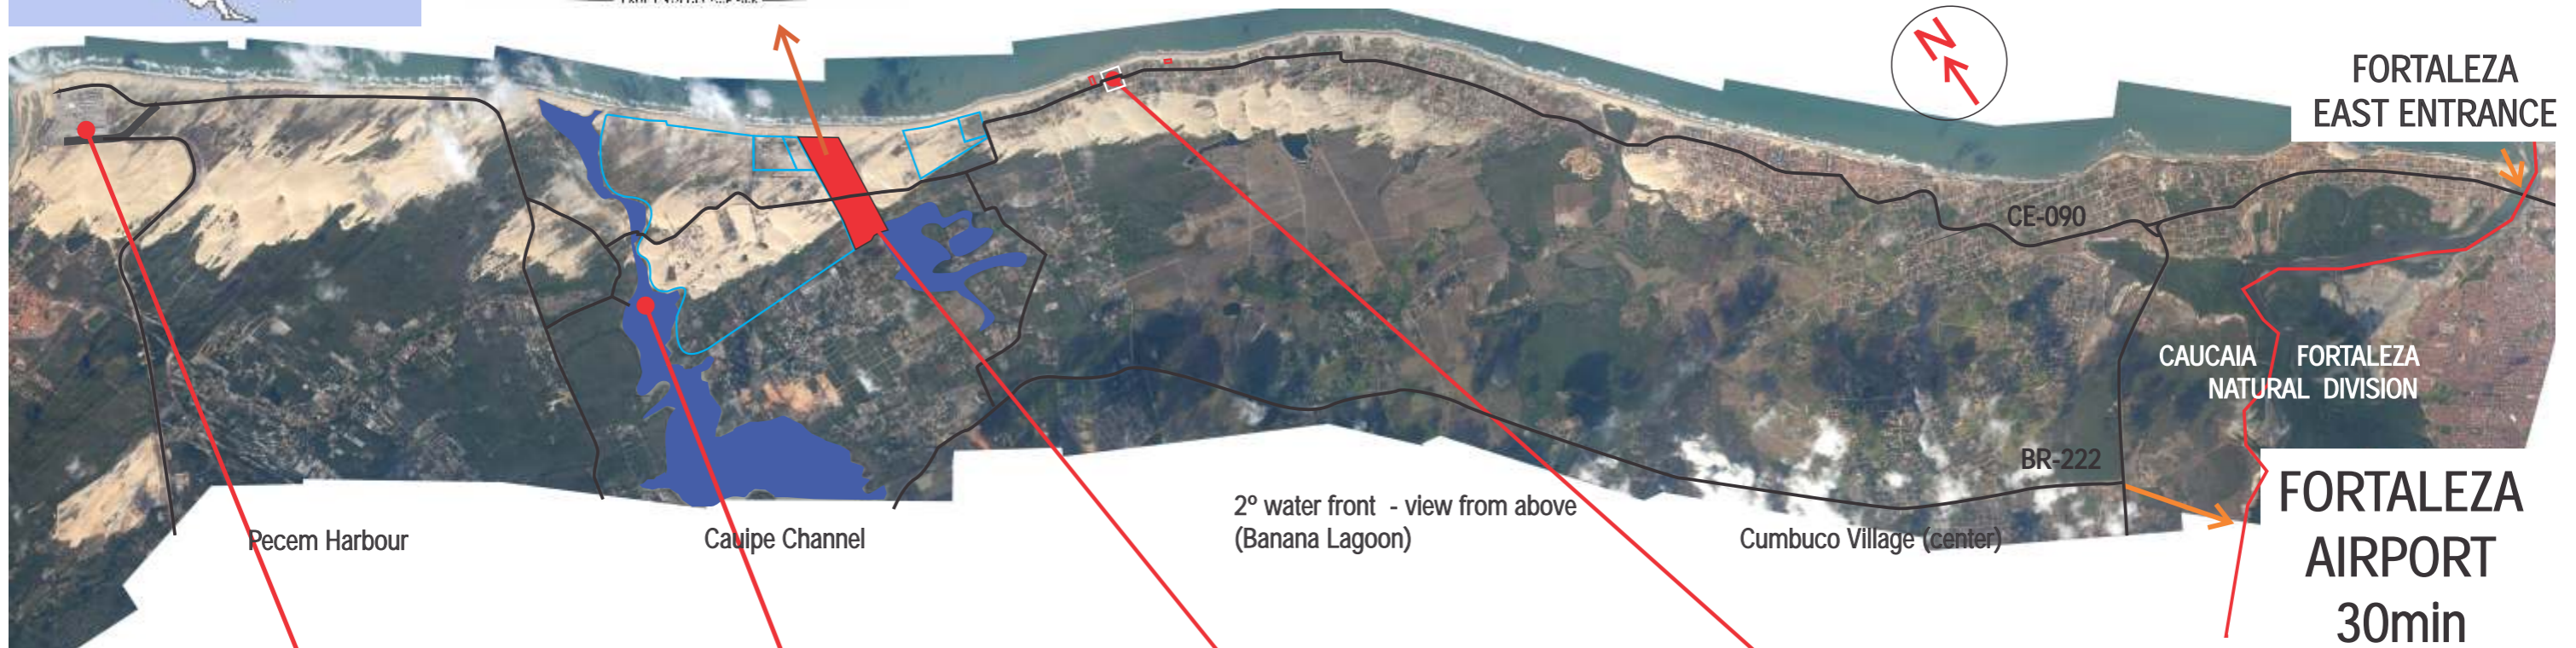 N
FORTALEZA
EAST ENTRANCE
CE-090
CAUCAIA FORTALEZA
NATURAL DIVISION
BR-222
FORTALEZA
AIRPORT
30min
Pecem Harbour
Cauipe Channel
2º water front - view from above
(Banana Lagoon)
Cumbuco Village (center)